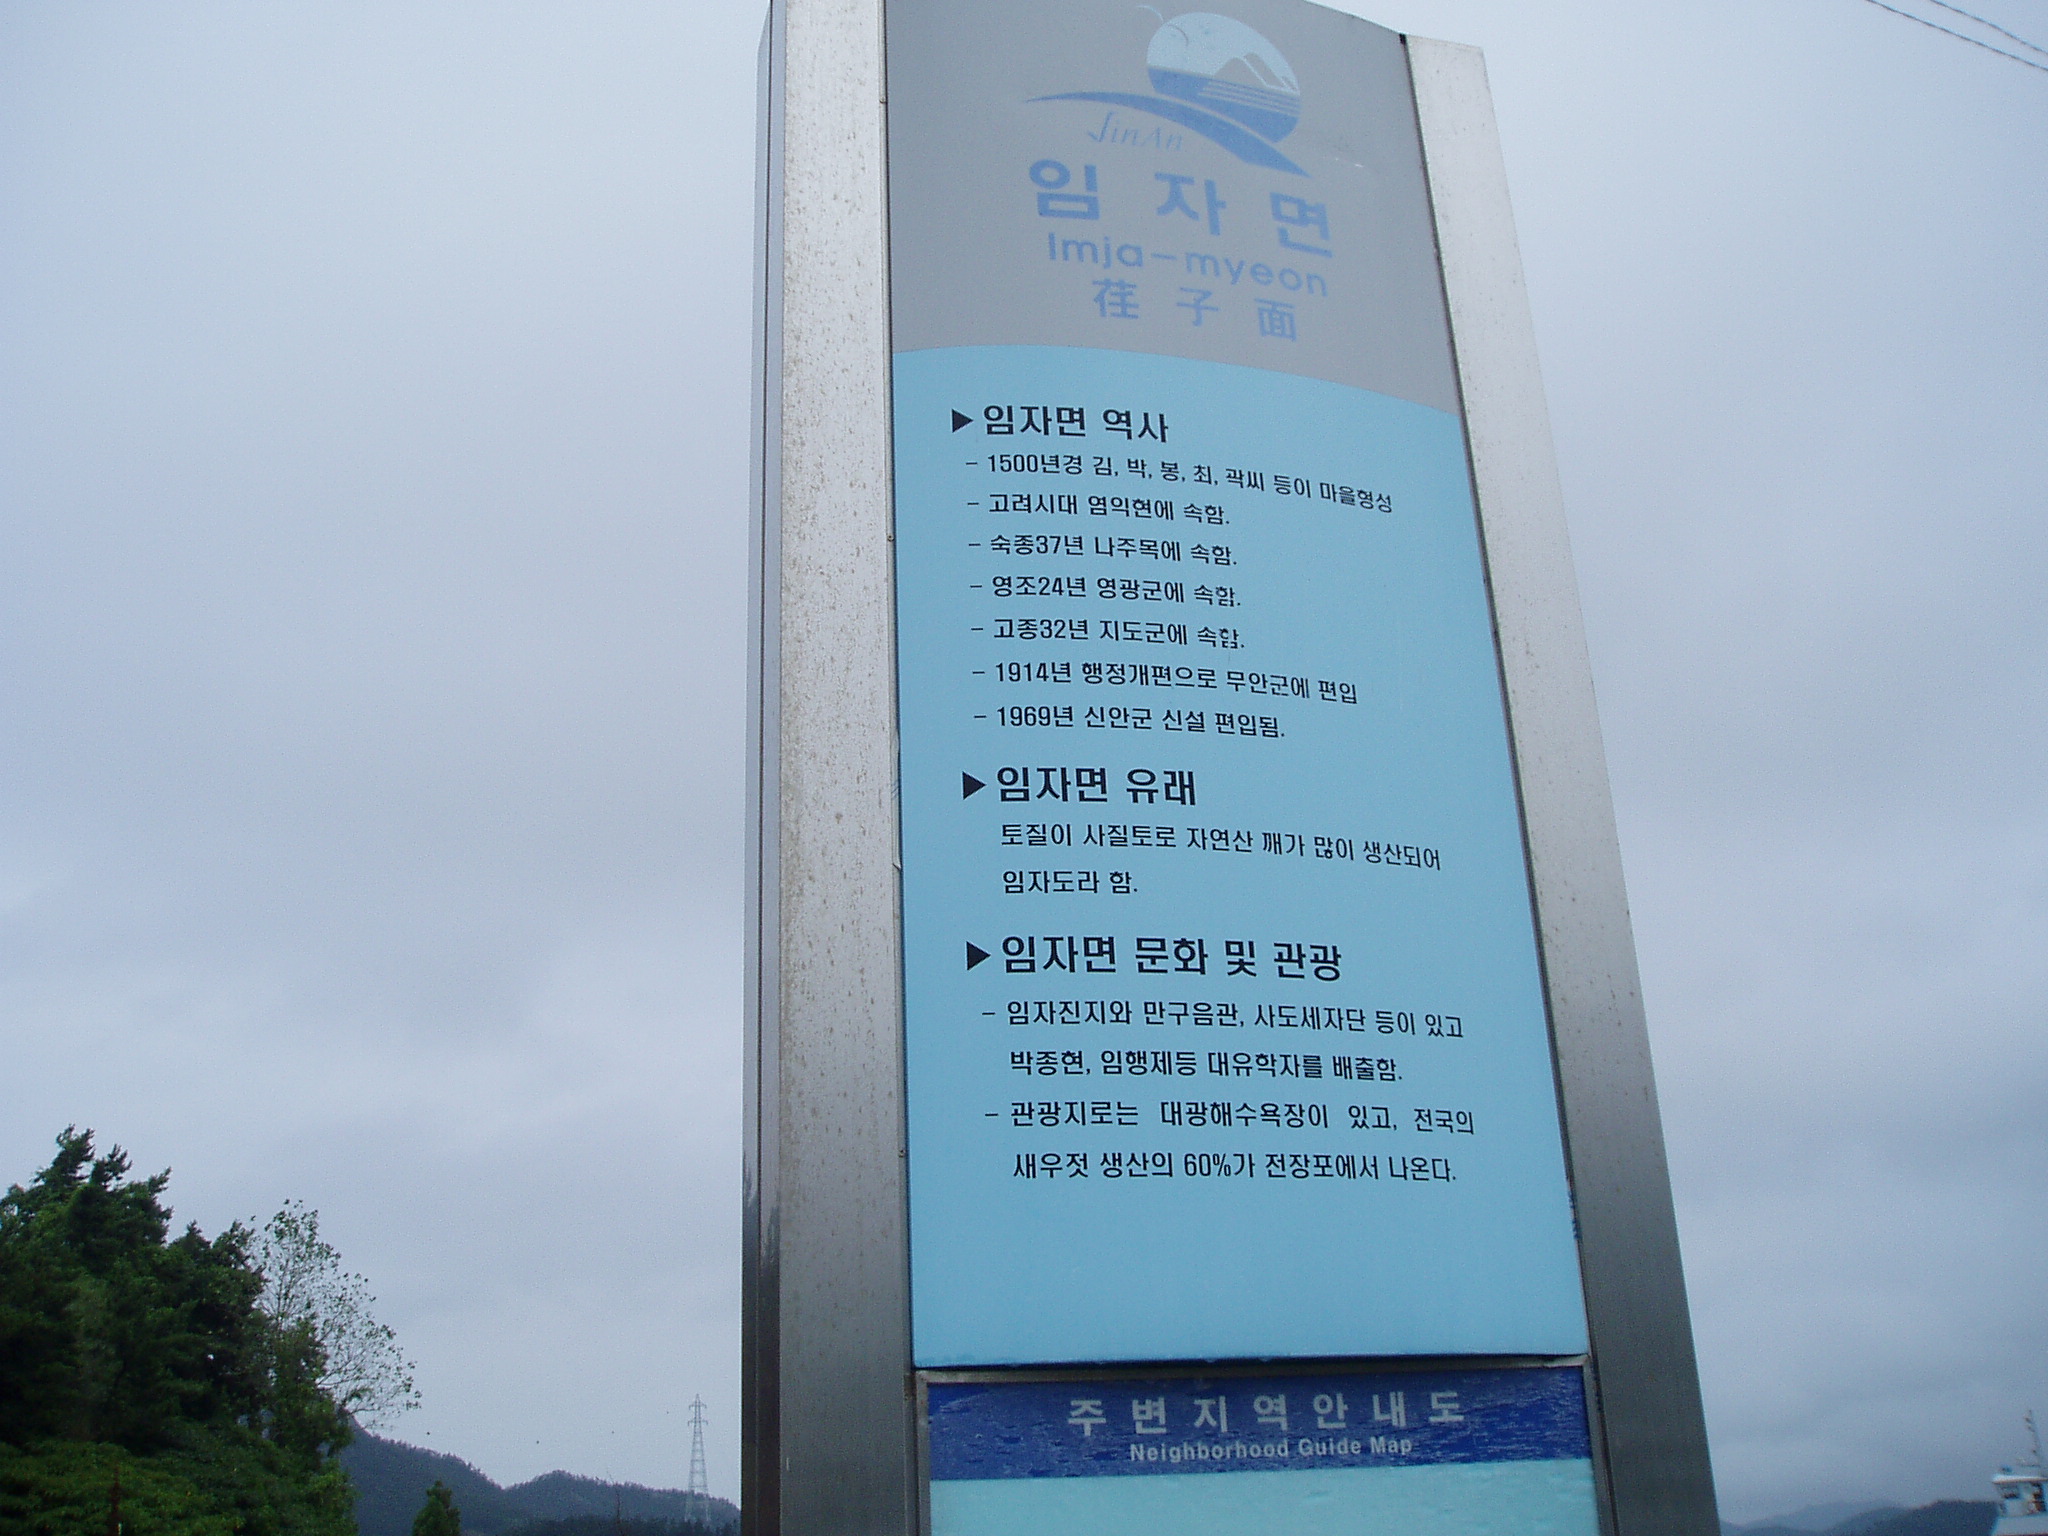 JinAn
임자면
Imja-myeon
荏子面
▶임자면 역사
- 1500년경 김, 박, 봉, 최, 곽씨 등이 마을형성
- 고려시대 염익현에 속함.
- 숙종37년 나주목에 속함.
- 영조24년 영광군에 속함.
- 고종32년 지도군에 속함.
- 1914년 행정개편으로 무안군에 편입
- 1969년 신안군 신설 편입됨.
▶임자면 유래
토질이 사질토로 자연산 깨가 많이 생산되어
임자도라 함.
▶임자면 문화 및 관광
- 임자진지와 만구음관, 사도세자단 등이 있고
박종현, 임행제등 대유학자를 배출함.
- 관광지로는 대광해수욕장이 있고, 전국의
새우젓 생산의 60%가 전장포에서 나온다.
주변지역안내도
Neighborhood Guide Map